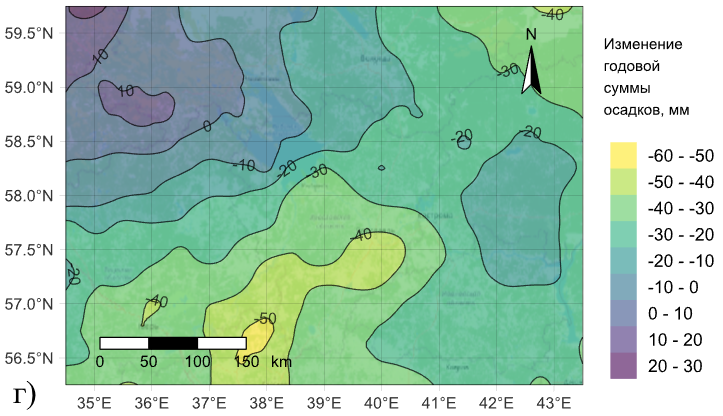 59.5°N
59.0°N
58.5°N
58.0°N
57.5°N
57.0°N
56.5°N
35°E 36°E 37°E 38°E 39°E 40°E 41°E 42°E 43°E
-40
10
-30
10
0
-20
-20
-10
-20
-30
-40
-20
-40
-50
N
0 50 100 150 km
г)
Изменение
годовой
суммы
осадков, мм
-60 - -50
-50 - -40
-40 - -30
-30 - -20
-20 - -10
-10 - 0
0 - 10
10 - 20
20 - 30